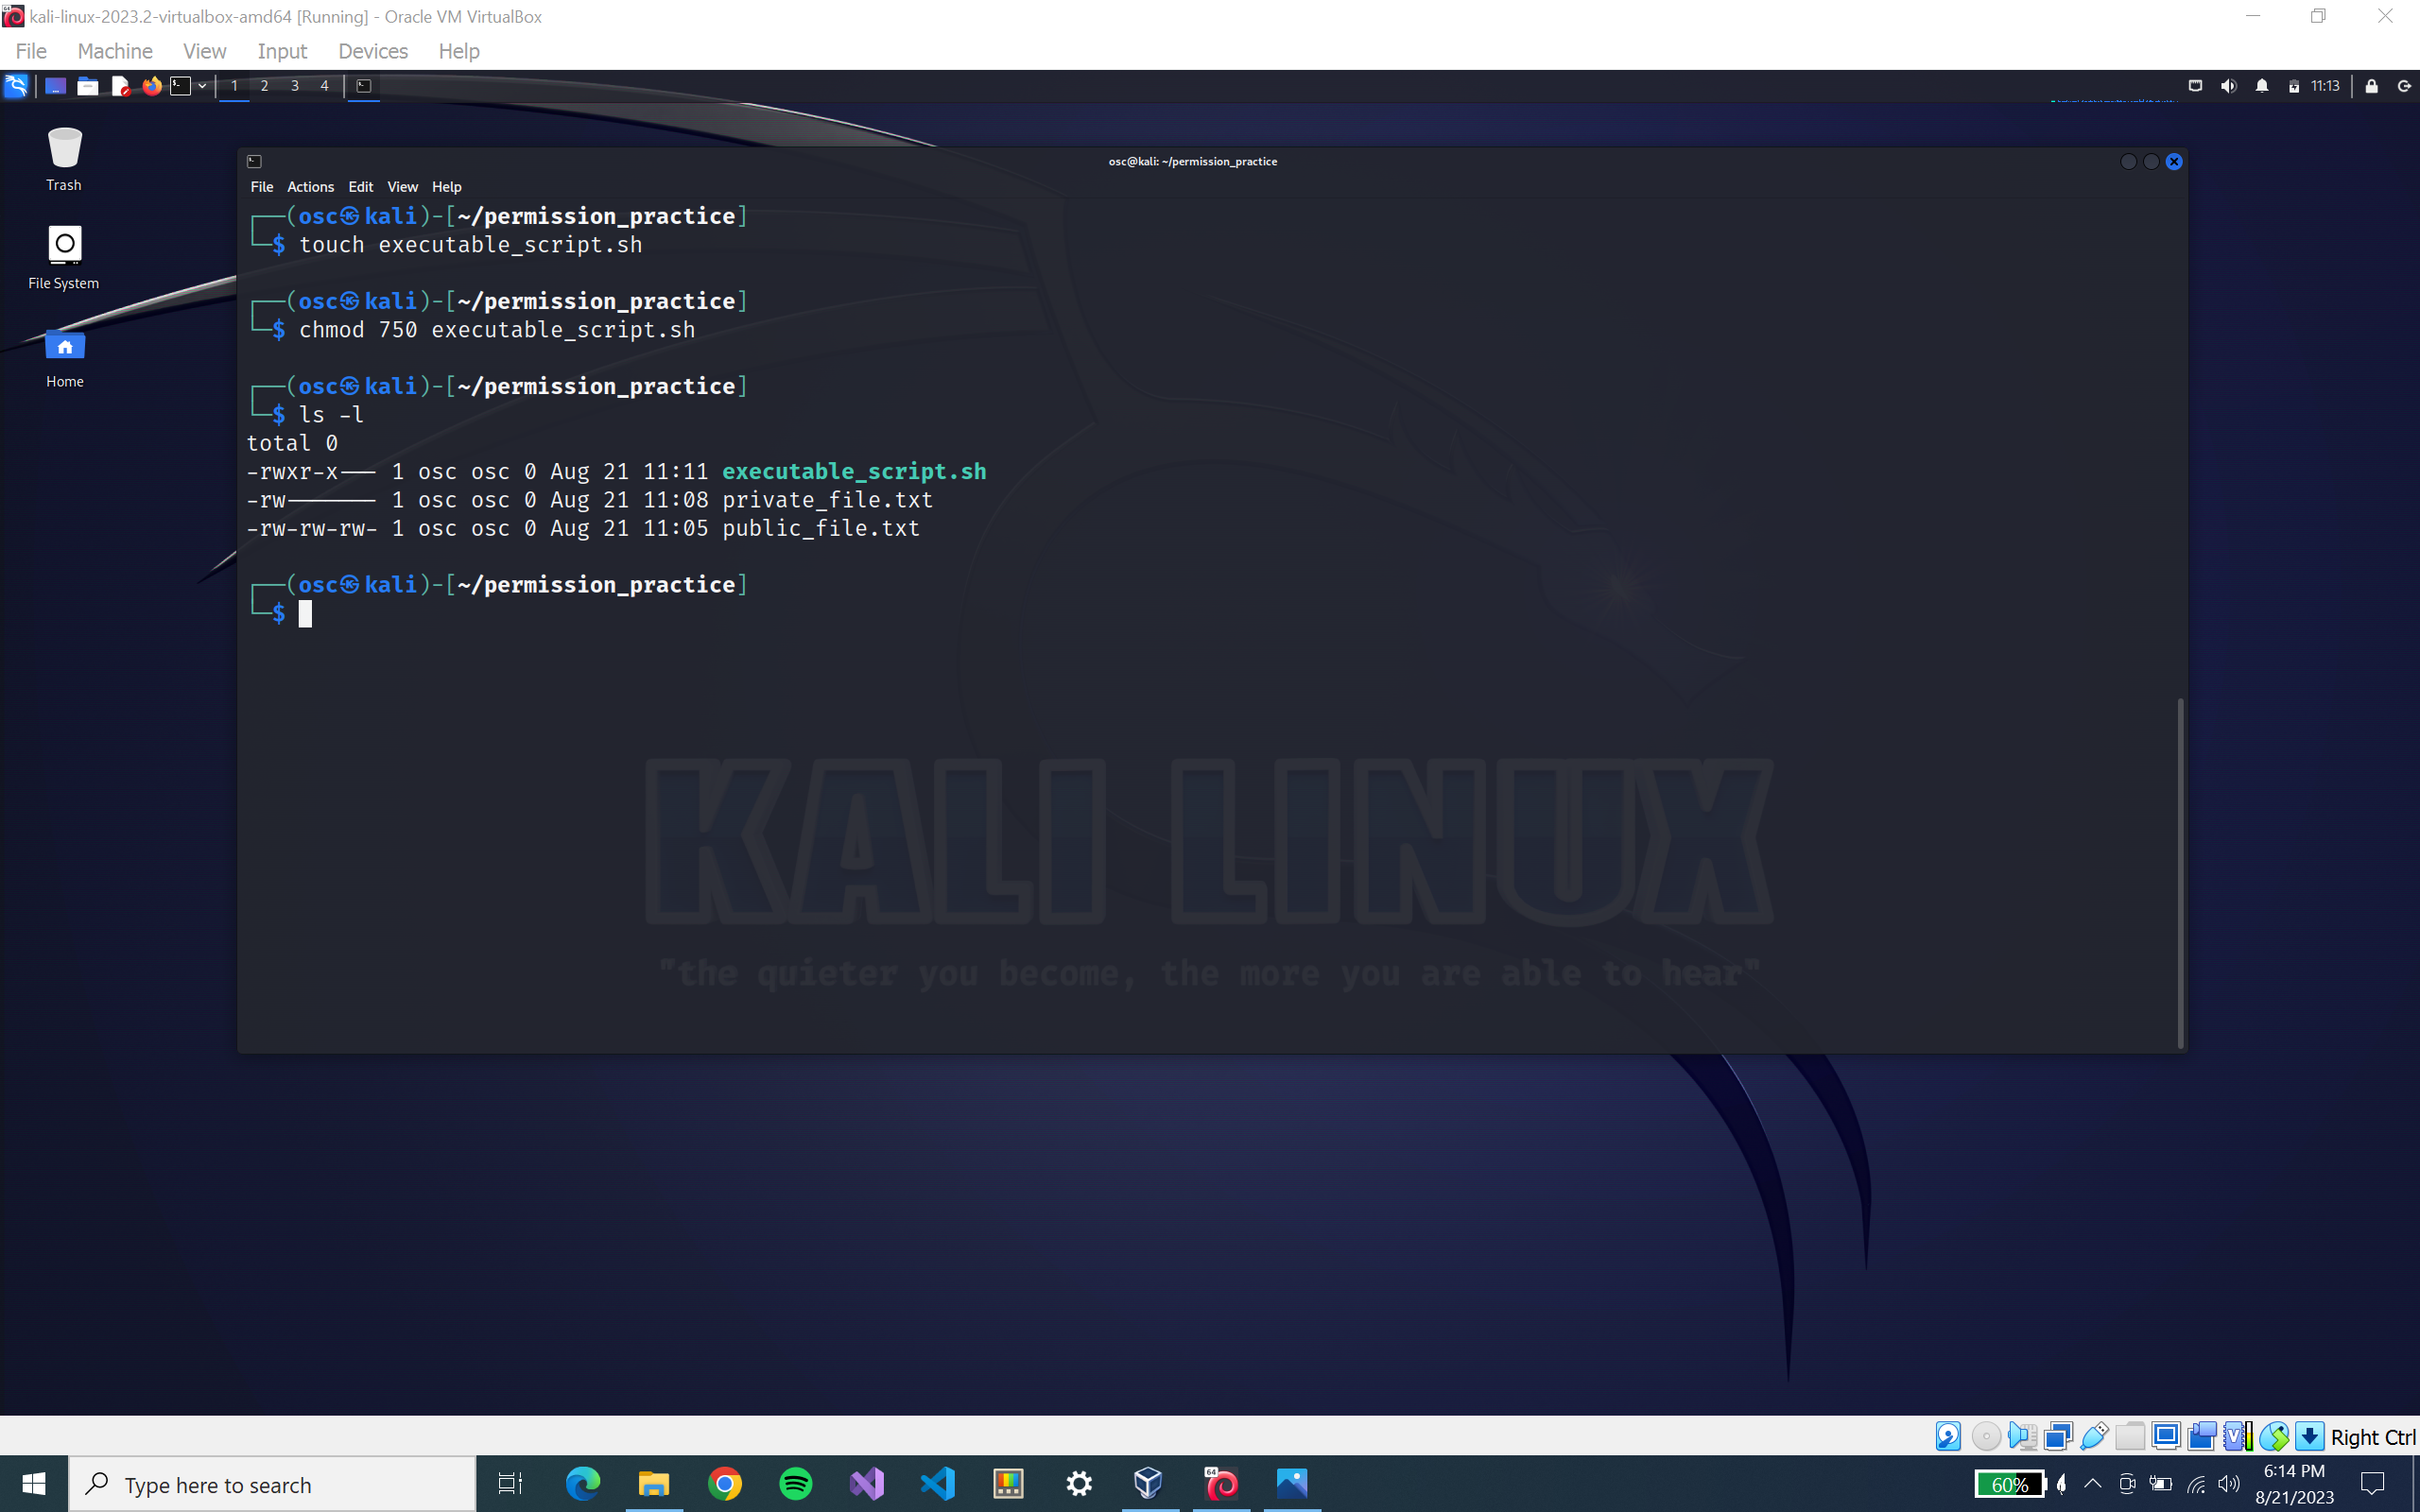 kali-linux-2023.2-virtualbox-amd64 [Running] - Oracle VM VirtualBox
File Machine View Input Devices Help
1 2 3 4
11:13
Trash
File System
Home
osc@kali: ~/permission_practice
File Actions Edit View Help
┌──(osc㉿kali)-[~/permission_practice]
└─$ touch executable_script.sh
┌──(osc㉿kali)-[~/permission_practice]
└─$ chmod 750 executable_script.sh
┌──(osc㉿kali)-[~/permission_practice]
└─$ ls -l
total 0
-rwxr-x--- 1 osc osc 0 Aug 21 11:11 executable_script.sh
-rw------- 1 osc osc 0 Aug 21 11:08 private_file.txt
-rw-rw-rw- 1 osc osc 0 Aug 21 11:05 public_file.txt
┌──(osc㉿kali)-[~/permission_practice]
└─$
KALI LINUX
"the quieter you become, the more you are able to hear"
Right Ctrl
Type here to search
64
60%
6:14 PM
8/21/2023